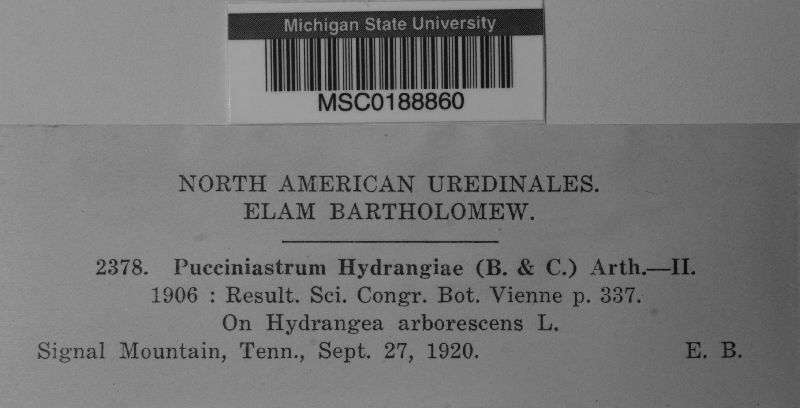 Michigan State University
MSC0188860
NORTH AMERICAN UREDINALES.
ELAM BARTHOLOMEW.
2378. Pucciniastrum Hydrangiae (B. & C.) Arth.—II.
1906 : Result. Sci. Congr. Bot. Vienne p. 337.
On Hydrangea arborescens L.
Signal Mountain, Tenn., Sept. 27, 1920. E. B.